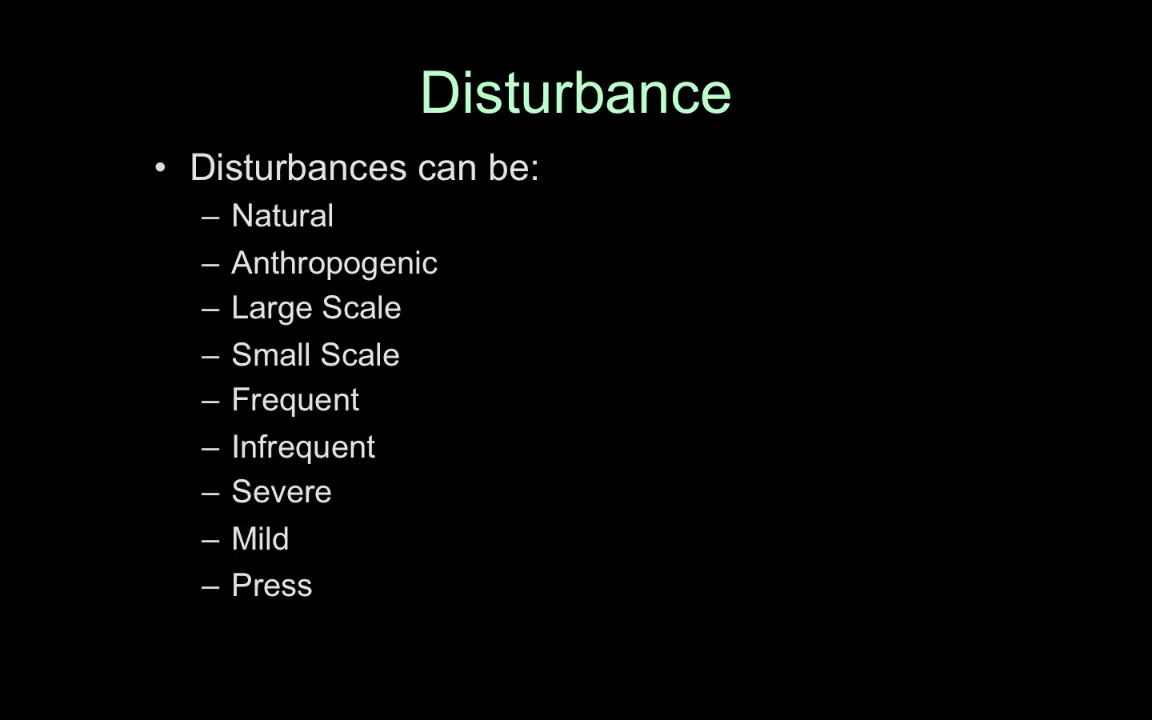 Disturbance
• Disturbances can be:
– Natural
– Anthropogenic
– Large Scale
– Small Scale
– Frequent
– Infrequent
– Severe
– Mild
– Press